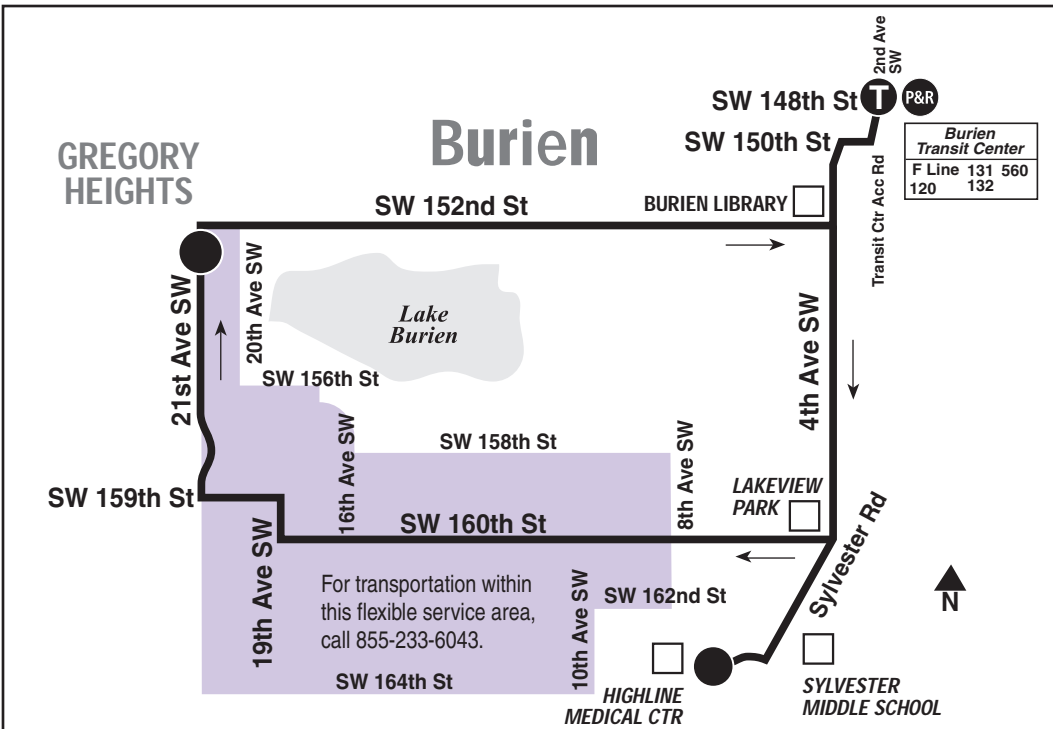 2nd Ave
SW
SW 148th St
T
P&R
SW 150th St
Burien
Transit Center
F Line 131 560
120 132
Burien
GREGORY
HEIGHTS
BURIEN LIBRARY
Transit Ctr Acc Rd
SW 152nd St
20th Ave SW
21st Ave SW
Lake
Burien
4th Ave SW
SW 156th St
16th Ave SW
SW 158th St
8th Ave SW
LAKEVIEW
PARK
SW 159th St
SW 160th St
Sylvester Rd
19th Ave SW
For transportation within
this flexible service area,
call 855-233-6043.
10th Ave SW
SW 162nd St
N
SW 164th St
HIGHLINE
MEDICAL CTR
SYLVESTER
MIDDLE SCHOOL